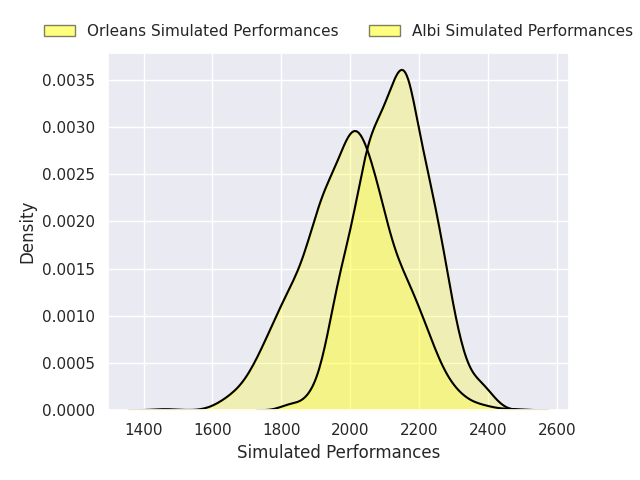 Orleans Simulated Performances Albi Simulated Performances
0.0035
0.0030
0.0025
0.0020
0.0015
0.0010
0.0005
0.0000
Density
1400 1600 1800 2000 2200 2400 2600
Simulated Performances